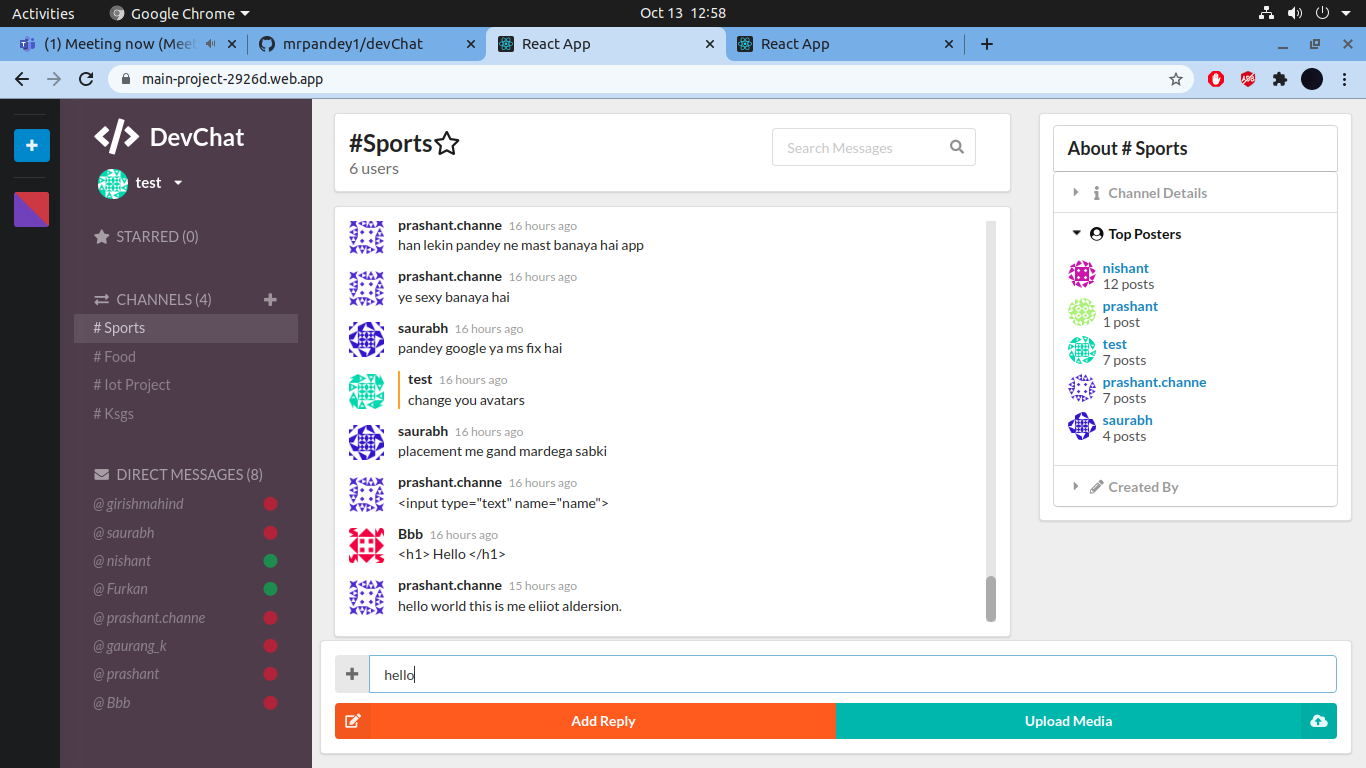 Activities
Google Chrome
Oct 13 12:58
(1) Meeting now (Mee
mrpandey1/devChat
React App
React App
main-project-2926d.web.app
DevChat
test
STARRED (0)
CHANNELS (4)
# Sports
# Food
# Iot Project
# Ksgs
DIRECT MESSAGES (8)
@ girishmahind
@ saurabh
@ nishant
@ Furkan
@ prashant.channe
@ gaurang_k
@ prashant
@ Bbb
#Sports
6 users
Search Messages
prashant.channe 16 hours ago
han lekin pandey ne mast banaya hai app
prashant.channe 16 hours ago
ye sexy banaya hai
saurabh 16 hours ago
pandey google ya ms fix hai
test 16 hours ago
change you avatars
saurabh 16 hours ago
placement me gand mardega sabki
prashant.channe 16 hours ago
<input type="text" name="name">
Bbb 16 hours ago
<h1> Hello </h1>
prashant.channe 15 hours ago
hello world this is me eliiot aldersion.
hello
Add Reply
Upload Media
About # Sports
Channel Details
Top Posters
nishant
12 posts
prashant
1 post
test
7 posts
prashant.channe
7 posts
saurabh
4 posts
Created By